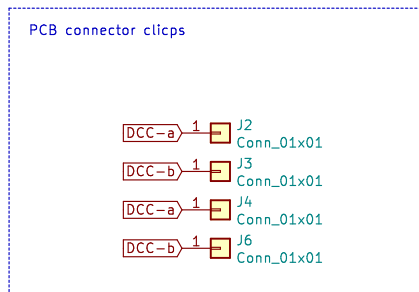 PCB connector clicps
DCC-a 1 J2
Conn_01x01
DCC-b 1 J3
Conn_01x01
DCC-a 1 J4
Conn_01x01
DCC-b 1 J6
Conn_01x01